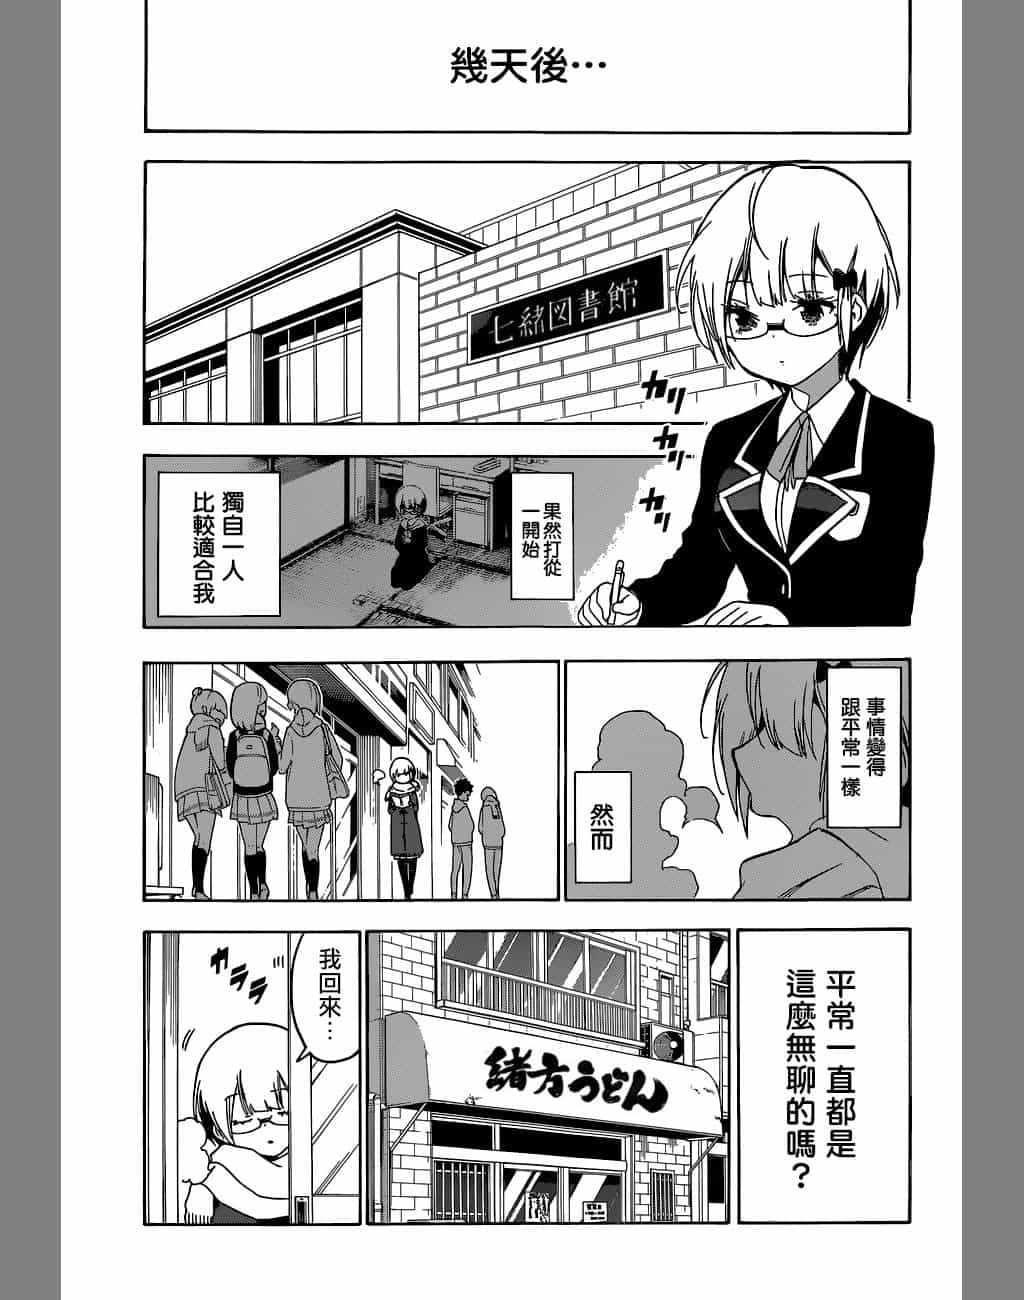 幾天後…
七緒図書館
カリ
カリ
果然打從
一開始
獨自一人
比較適合我
事情變得
跟平常一樣
然而
平常一直都是
這麼無聊的嗎？
緒方うどん
我回來…
ガラララ